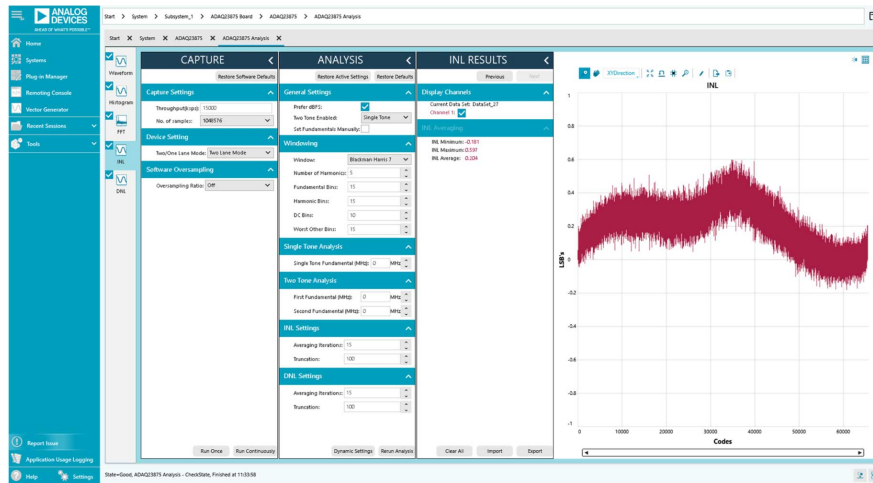 ANALOG
DEVICES
AHEAD OF WHAT'S POSSIBLE™
Start > System > Subsystem_1 > ADAQ23875 Board > ADAQ23875 > ADAQ23875 Analysis
Start X System X ADAQ23875 X ADAQ23875 Analysis X
Home
Systems
Plug-in Manager
Remoting Console
Vector Generator
Recent Sessions
Tools
Report Issue
Application Usage Logging
Help Settings
Waveform
Histogram
FFT
INL
DNL
CAPTURE
Restore Software Defaults
Capture Settings
Throughput(ksps): 11000
No. of samples: 1048576
Device Setting
Two/One Lane Mode: Two Lane Mode
Software Oversampling
Oversampling Ratio: Off
Run Once Run Continuously
ANALYSIS
Restore Active Settings Restore Defaults
General Settings
Prefer dBFS:
Two Tone Enabled: Single Tone
Set Fundamentals Manually:
Windowing
Window: Blackman Harris 7
Number of Harmonics: 5
Fundamental Bins: 15
Harmonic Bins: 15
DC Bins: 10
Worst Other Bins: 15
Single Tone Analysis
Single Tone Fundamental (MHz): 0 MHz
Two Tone Analysis
First Fundamental (MHz): 0 MHz
Second Fundamental (MHz): 0 MHz
INL Settings
Averaging Iterations: 15
Truncation: 100
DNL Settings
Averaging Iterations: 15
Truncation: 100
Dynamic Settings Rerun Analysis
INL RESULTS
Previous Next
Display Channels
Current Data Set: DataSet_27
Channel 1:
INL Averaging
INL Minimum: -0.181
INL Maximum: 0.591
INL Average: 0.204
Clear All Import Export
XYDirection
INL
1
0.8
0.6
0.4
0.2
0
-0.2
-0.4
-0.6
-0.8
-1
LSB's
0 10000 20000 30000 40000 50000 60000
Codes
State=Good, ADAQ23875 Analysis - CheckState, Finished at 11:33:58